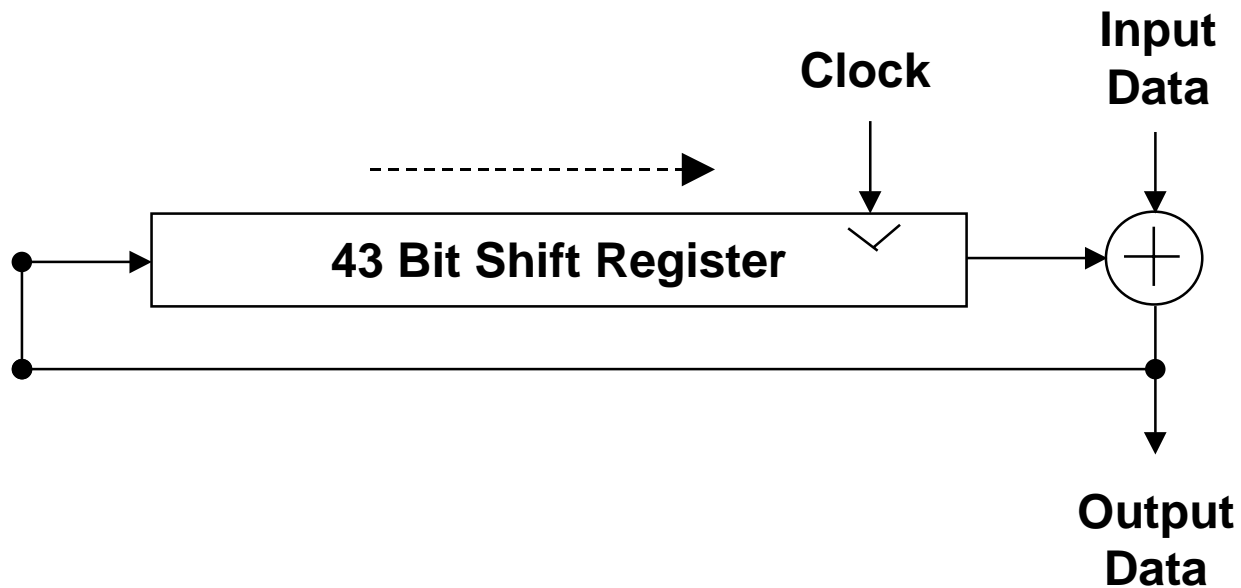 Input
Data
Clock
43 Bit Shift Register
Output
Data